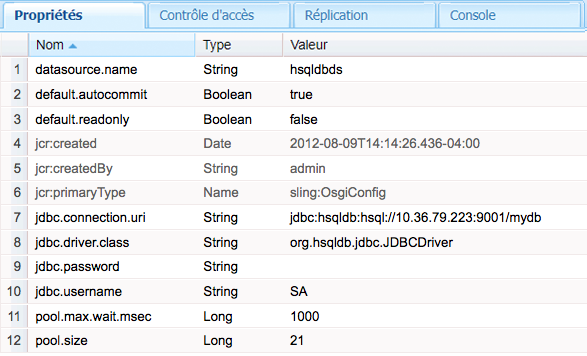 Propriétés Contrôle d'accès Réplication Console
Nom Type Valeur
1 datasource.name String hsqldbds
2 default.autocommit Boolean true
3 default.readonly Boolean false
4 jcr:created Date 2012-08-09T14:14:26.436-04:00
5 jcr:createdBy String admin
6 jcr:primaryType Name sling:OsgiConfig
7 jdbc.connection.uri String jdbc:hsqldb:hsql://10.36.79.223:9001/mydb
8 jdbc.driver.class String org.hsqldb.jdbc.JDBCDriver
9 jdbc.password String
10 jdbc.username String SA
11 pool.max.wait.msec Long 1000
12 pool.size Long 21